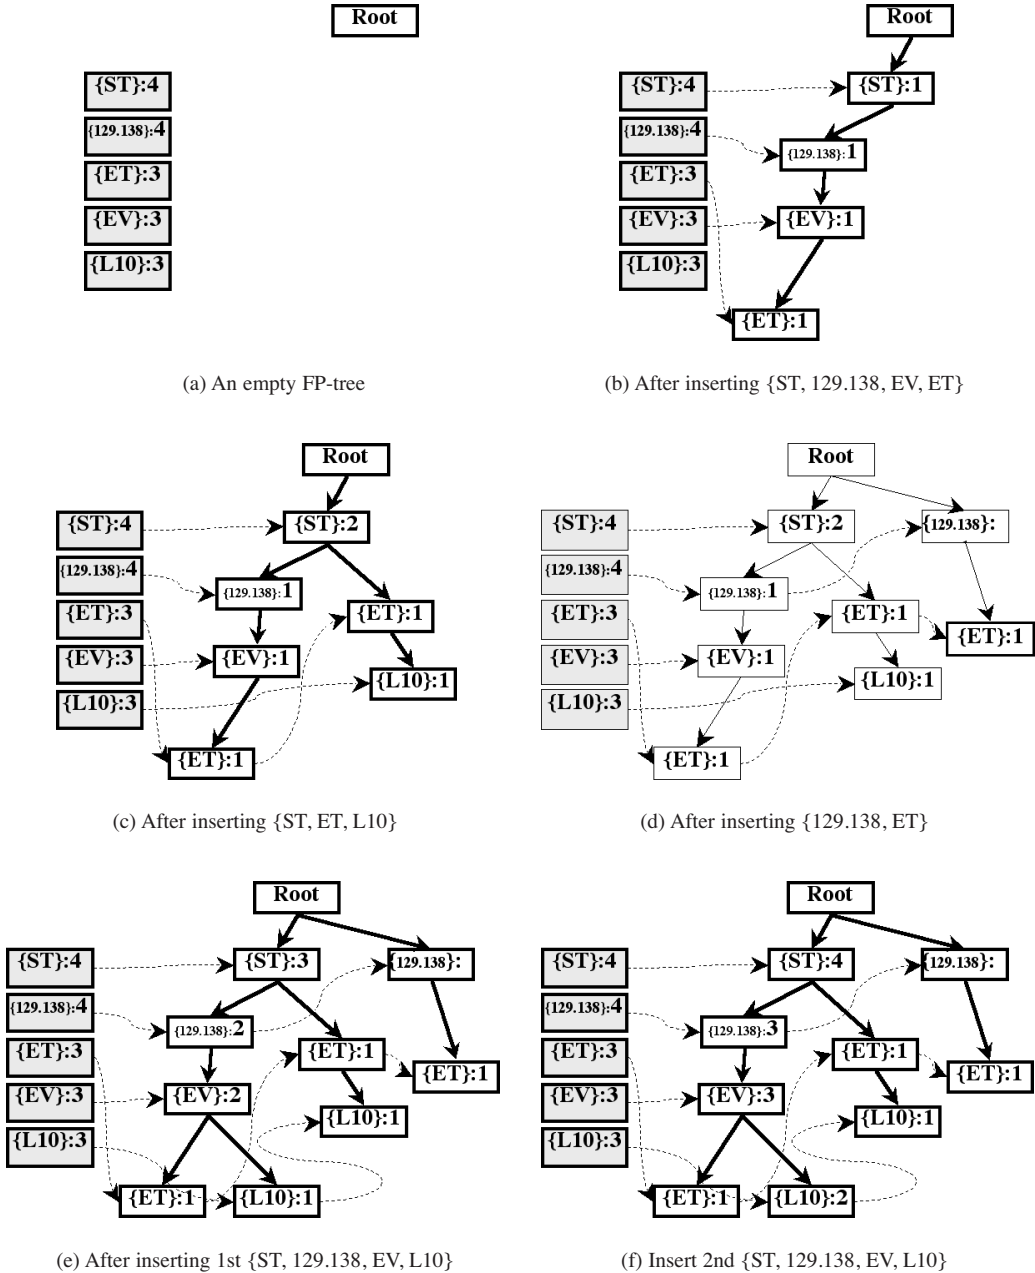 Root
{ST}:4
{129.138}:4
{ET}:3
{EV}:3
{L10}:3
(a) An empty FP-tree
Root
{ST}:4
{129.138}:4
{ET}:3
{EV}:3
{L10}:3
{ST}:1
{129.138}:1
{EV}:1
{ET}:1
(b) After inserting {ST, 129.138, EV, ET}
Root
{ST}:4
{129.138}:4
{ET}:3
{EV}:3
{L10}:3
{ST}:2
{129.138}:1
{ET}:1
{EV}:1
{L10}:1
{ET}:1
(c) After inserting {ST, ET, L10}
Root
{ST}:4
{129.138}:4
{ET}:3
{EV}:3
{L10}:3
{ST}:2
{129.138}:
{129.138}:1
{ET}:1
{ET}:1
{EV}:1
{L10}:1
{ET}:1
(d) After inserting {129.138, ET}
Root
{ST}:4
{129.138}:4
{ET}:3
{EV}:3
{L10}:3
{ST}:3
{129.138}:
{129.138}:2
{ET}:1
{ET}:1
{EV}:2
{L10}:1
{ET}:1
{L10}:1
(e) After inserting 1st {ST, 129.138, EV, L10}
Root
{ST}:4
{129.138}:4
{ET}:3
{EV}:3
{L10}:3
{ST}:4
{129.138}:
{129.138}:3
{ET}:1
{ET}:1
{EV}:3
{L10}:1
{ET}:1
{L10}:2
(f) Insert 2nd {ST, 129.138, EV, L10}